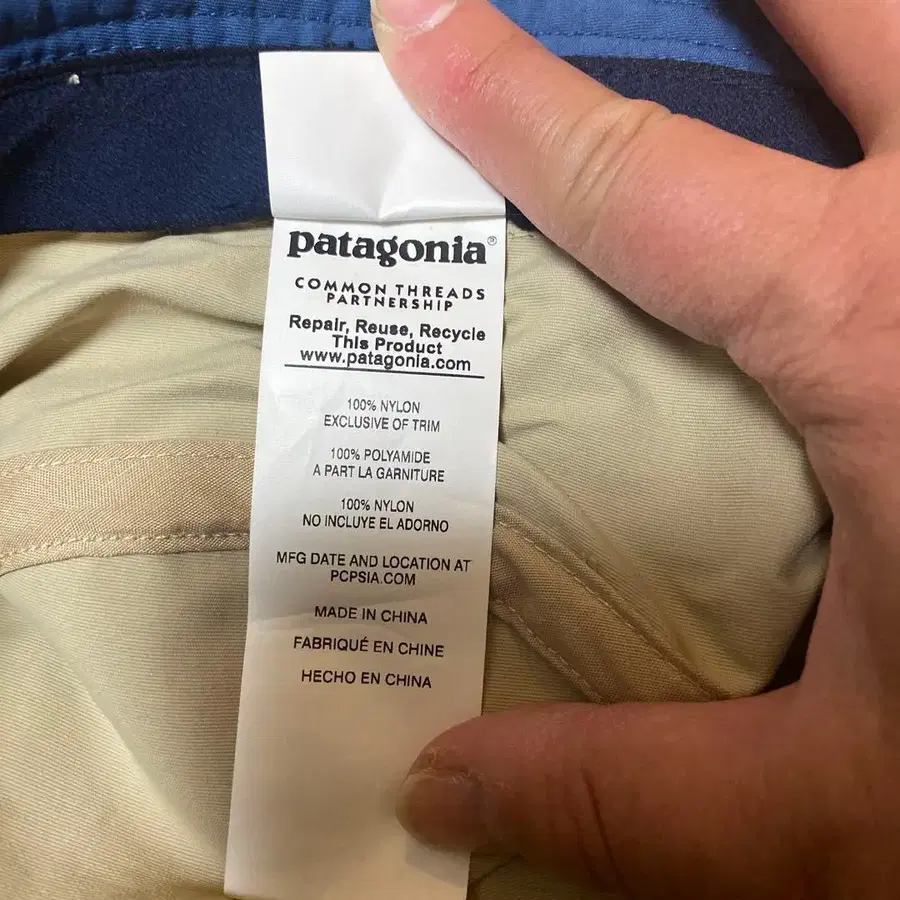 patagonia®
COMMON THREADS
PARTNERSHIP
Repair, Reuse, Recycle
This Product
www.patagonia.com
100% NYLON
EXCLUSIVE OF TRIM
100% POLYAMIDE
A PART LA GARNITURE
100% NYLON
NO INCLUYE EL ADORNO
MFG DATE AND LOCATION AT
PCPSIA.COM
MADE IN CHINA
FABRIQUÉ EN CHINE
HECHO EN CHINA